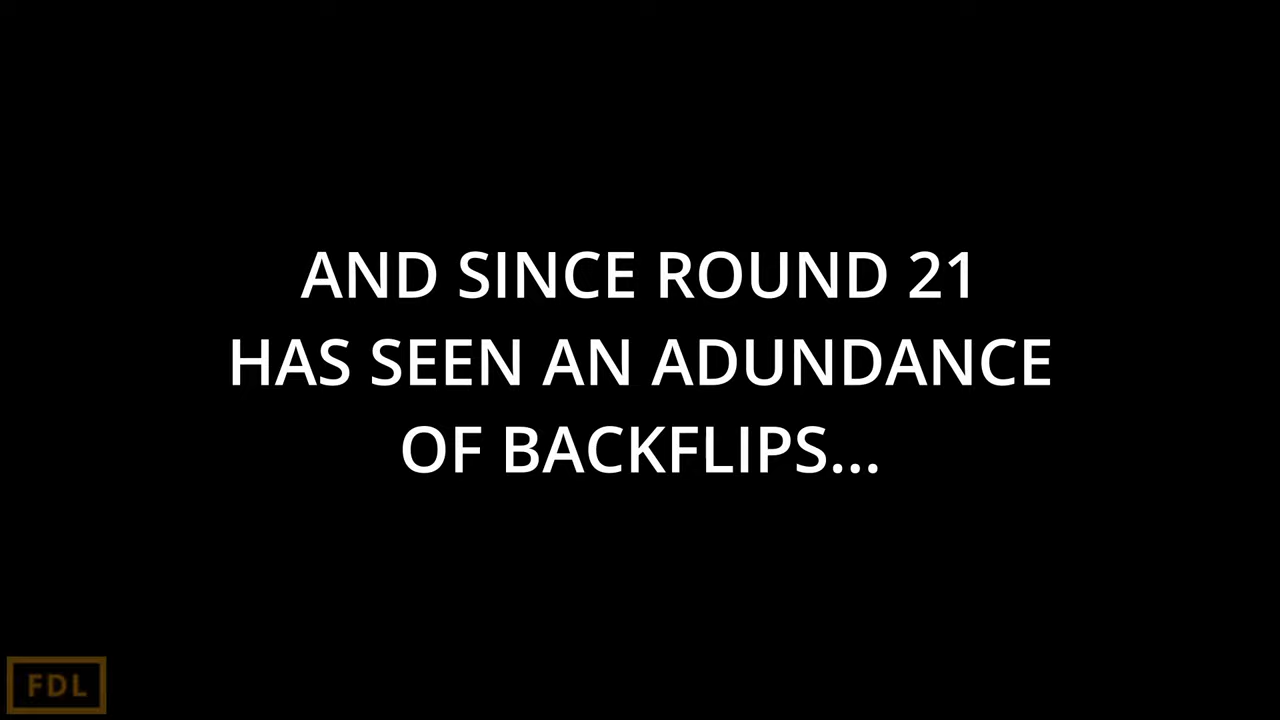 AND SINCE ROUND 21
HAS SEEN AN ADUNDANCE
OF BACKFLIPS...
FDL